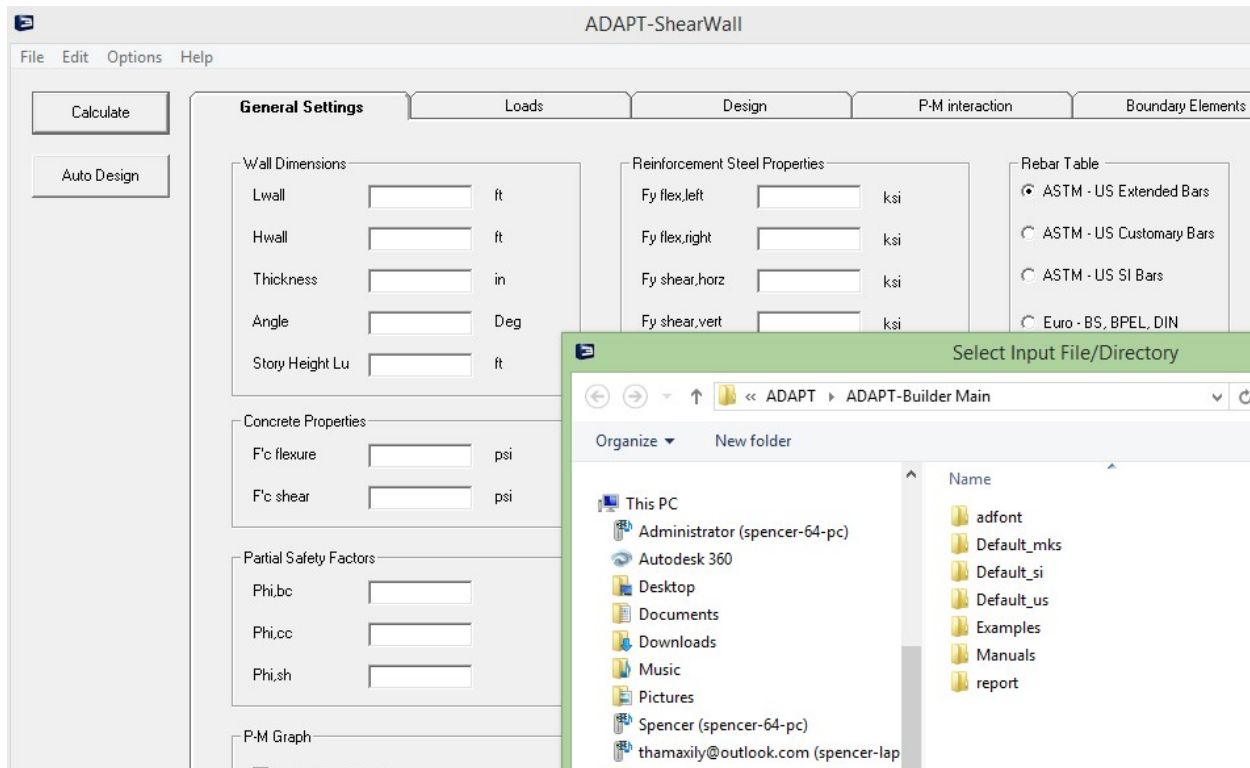 ADAPT-ShearWall
File Edit Options Help
Calculate
Auto Design
General Settings Loads Design P-M interaction Boundary Elements
Wall Dimensions
Lwall ft
Hwall ft
Thickness in
Angle Deg
Story Height Lu ft
Concrete Properties
F'c flexure psi
F'c shear psi
Partial Safety Factors
Phi,bc
Phi,cc
Phi,sh
P-M Graph
Reinforcement Steel Properties
Fy flex,left ksi
Fy flex,right ksi
Fy shear,horz ksi
Fy shear,vert ksi
Rebar Table
ASTM - US Extended Bars
ASTM - US Customary Bars
ASTM - US SI Bars
Euro - BS, BPEL, DIN
Select Input File/Directory
« ADAPT ADAPT-Builder Main
Organize New folder
This PC
Administrator (spencer-64-pc)
Autodesk 360
Desktop
Documents
Downloads
Music
Pictures
Spencer (spencer-64-pc)
thamaxily@outlook.com (spencer-lap
Name
adfont
Default_mks
Default_si
Default_us
Examples
Manuals
report